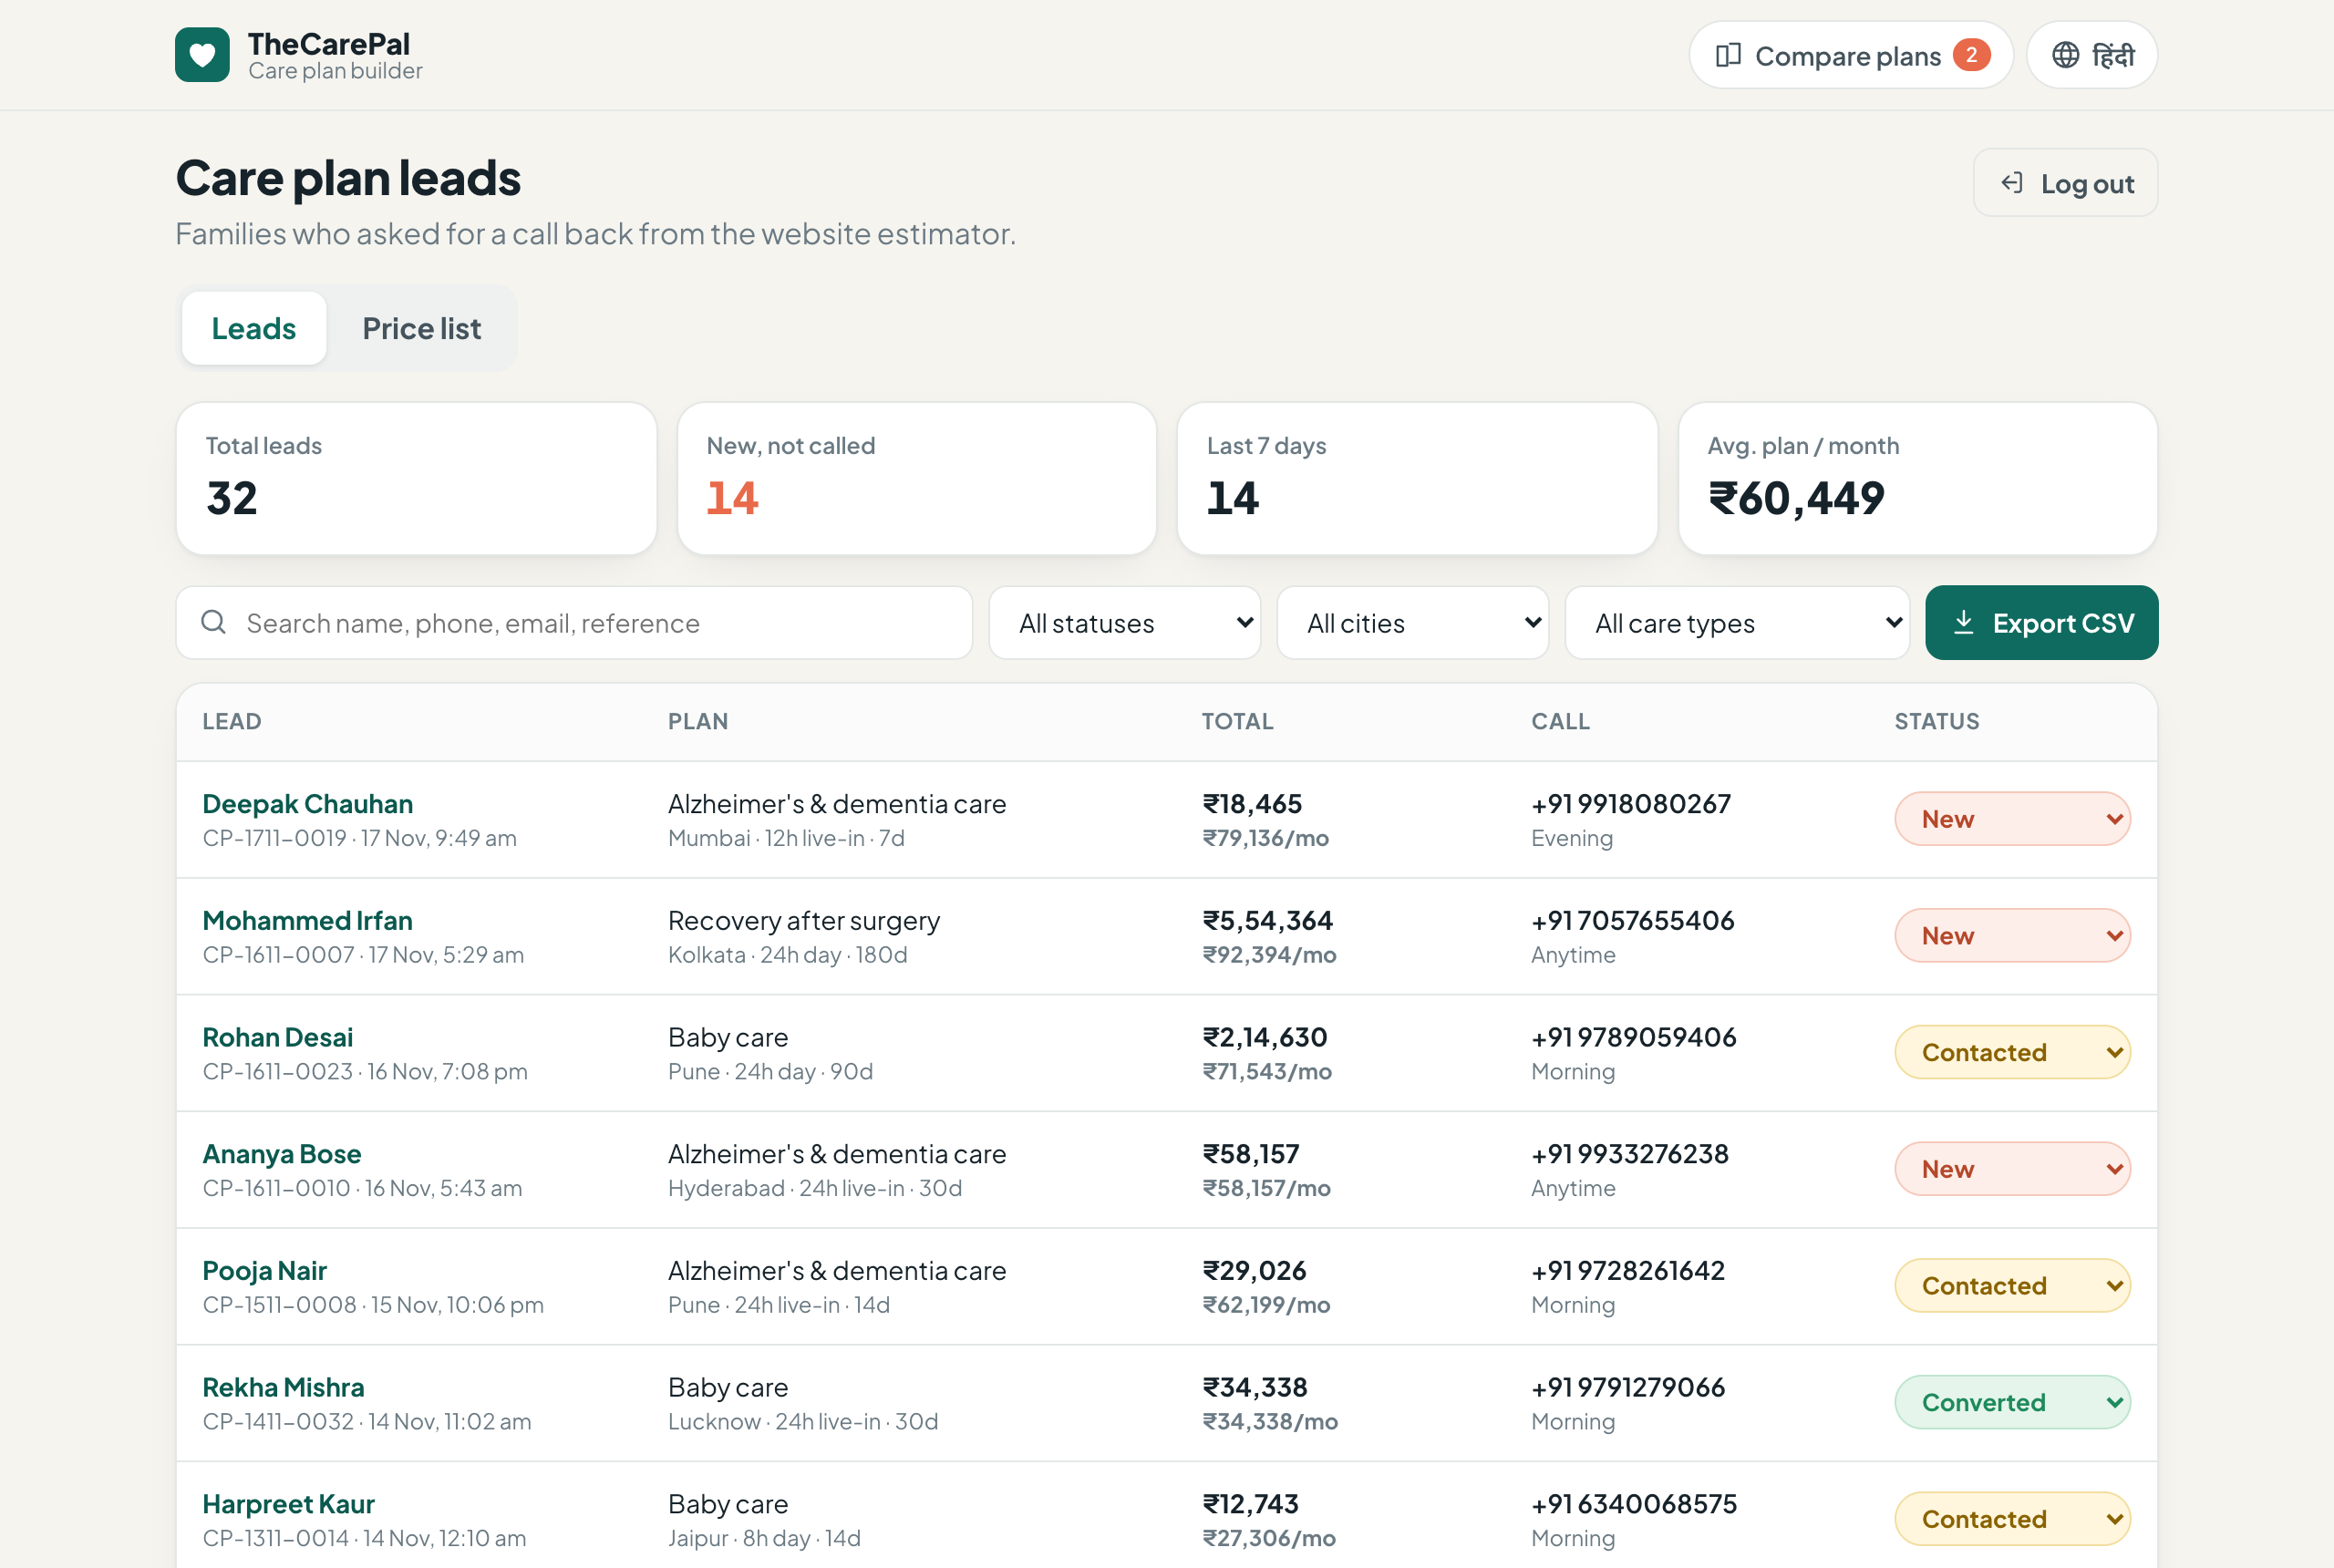 TheCarePal
Care plan builder
Compare plans 2
हिंदी
Care plan leads
Log out
Families who asked for a call back from the website estimator.
Leads
Price list
Total leads
32
New, not called
14
Last 7 days
14
Avg. plan / month
₹60,449
Search name, phone, email, reference
All statuses
All cities
All care types
Export CSV
LEAD PLAN TOTAL CALL STATUS
Deepak Chauhan Alzheimer's & dementia care ₹18,465 +91 9918080267 New
CP-1711-0019 · 17 Nov, 9:49 am Mumbai · 12h live-in · 7d ₹79,136/mo Evening
Mohammed Irfan Recovery after surgery ₹5,54,364 +91 7057655406 New
CP-1611-0007 · 17 Nov, 5:29 am Kolkata · 24h day · 180d ₹92,394/mo Anytime
Rohan Desai Baby care ₹2,14,630 +91 9789059406 Contacted
CP-1611-0023 · 16 Nov, 7:08 pm Pune · 24h day · 90d ₹71,543/mo Morning
Ananya Bose Alzheimer's & dementia care ₹58,157 +91 9933276238 New
CP-1611-0010 · 16 Nov, 5:43 am Hyderabad · 24h live-in · 30d ₹58,157/mo Anytime
Pooja Nair Alzheimer's & dementia care ₹29,026 +91 9728261642 Contacted
CP-1511-0008 · 15 Nov, 10:06 pm Pune · 24h live-in · 14d ₹62,199/mo Morning
Rekha Mishra Baby care ₹34,338 +91 9791279066 Converted
CP-1411-0032 · 14 Nov, 11:02 am Lucknow · 24h live-in · 30d ₹34,338/mo Morning
Harpreet Kaur Baby care ₹12,743 +91 6340068575 Contacted
CP-1311-0014 · 14 Nov, 12:10 am Jaipur · 8h day · 14d ₹27,306/mo Morning